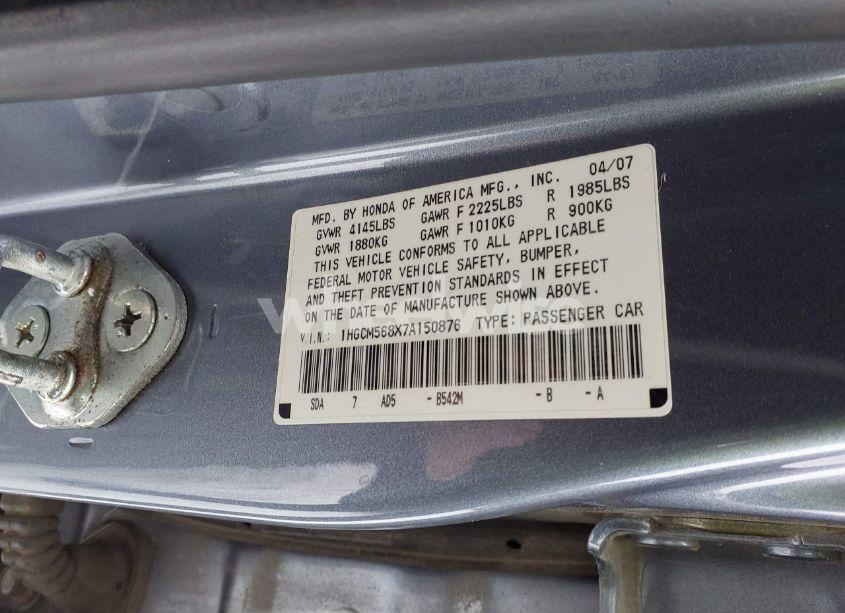 MFD. BY HONDA OF AMERICA MFG., INC. 04/07
GVWR 4145LBS GAWR F 2225LBS R 1985LBS
GVWR 1880KG GAWR F 1010KG R 900KG
THIS VEHICLE CONFORMS TO ALL APPLICABLE
FEDERAL MOTOR VEHICLE SAFETY, BUMPER,
AND THEFT PREVENTION STANDARDS IN EFFECT
ON THE DATE OF MANUFACTURE SHOWN ABOVE.
V.I.N.: 1HGCM568X7A150876 TYPE: PASSENGER CAR
SDA 7 AD5 - B542M - B - A